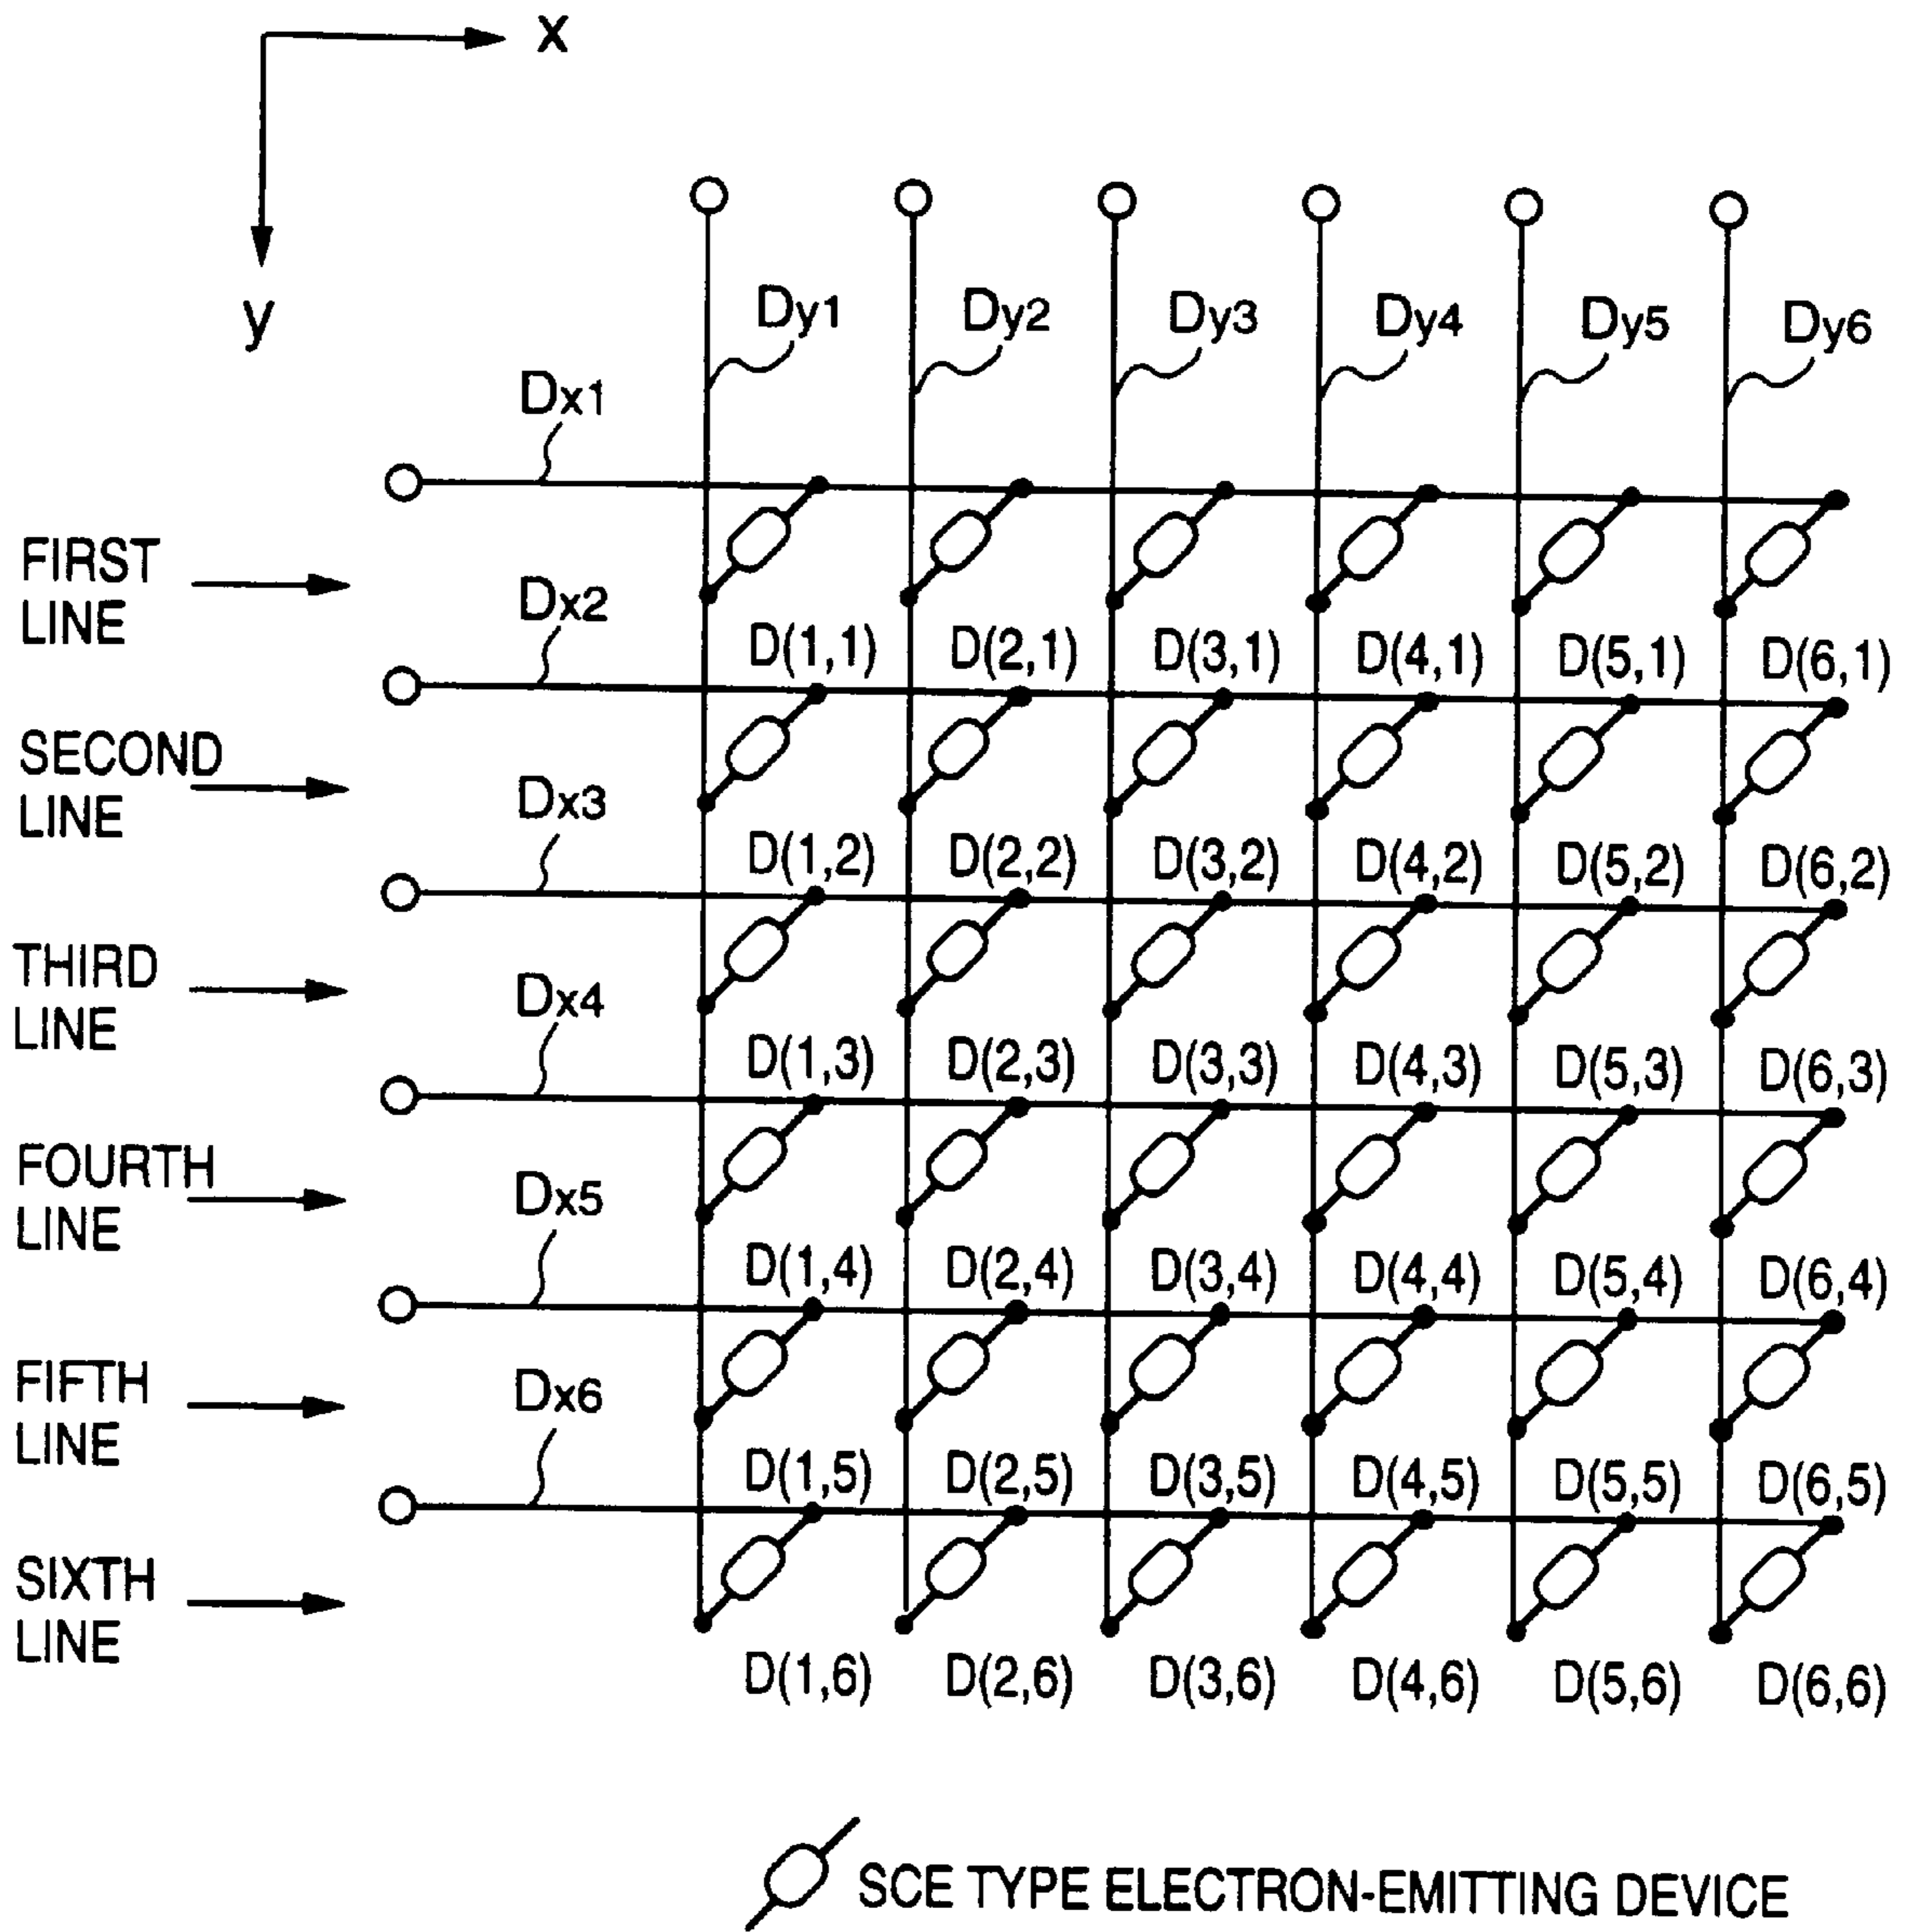 x
y
Dy1 Dy2 Dy3 Dy4 Dy5 Dy6
Dx1
FIRST
LINE
Dx2
D(1,1) D(2,1) D(3,1) D(4,1) D(5,1) D(6,1)
SECOND
LINE
Dx3
D(1,2) D(2,2) D(3,2) D(4,2) D(5,2) D(6,2)
THIRD
LINE
Dx4
D(1,3) D(2,3) D(3,3) D(4,3) D(5,3) D(6,3)
FOURTH
LINE
Dx5
D(1,4) D(2,4) D(3,4) D(4,4) D(5,4) D(6,4)
FIFTH
LINE
Dx6
D(1,5) D(2,5) D(3,5) D(4,5) D(5,5) D(6,5)
SIXTH
LINE
D(1,6) D(2,6) D(3,6) D(4,6) D(5,6) D(6,6)
SCE TYPE ELECTRON-EMITTING DEVICE